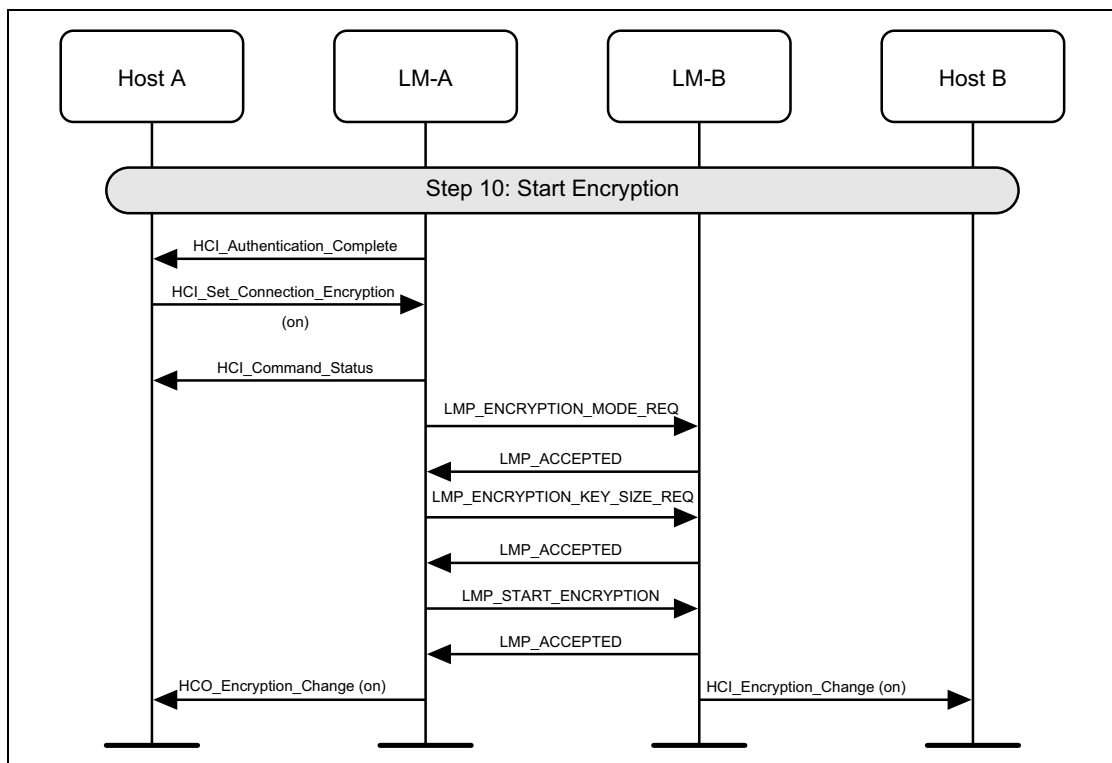 Host A
LM-A
LM-B
Host B
Step 10: Start Encryption
HCI_Authentication_Complete
HCI_Set_Connection_Encryption
(on)
HCI_Command_Status
LMP_ENCRYPTION_MODE_REQ
LMP_ACCEPTED
LMP_ENCRYPTION_KEY_SIZE_REQ
LMP_ACCEPTED
LMP_START_ENCRYPTION
LMP_ACCEPTED
HCO_Encryption_Change (on)
HCI_Encryption_Change (on)